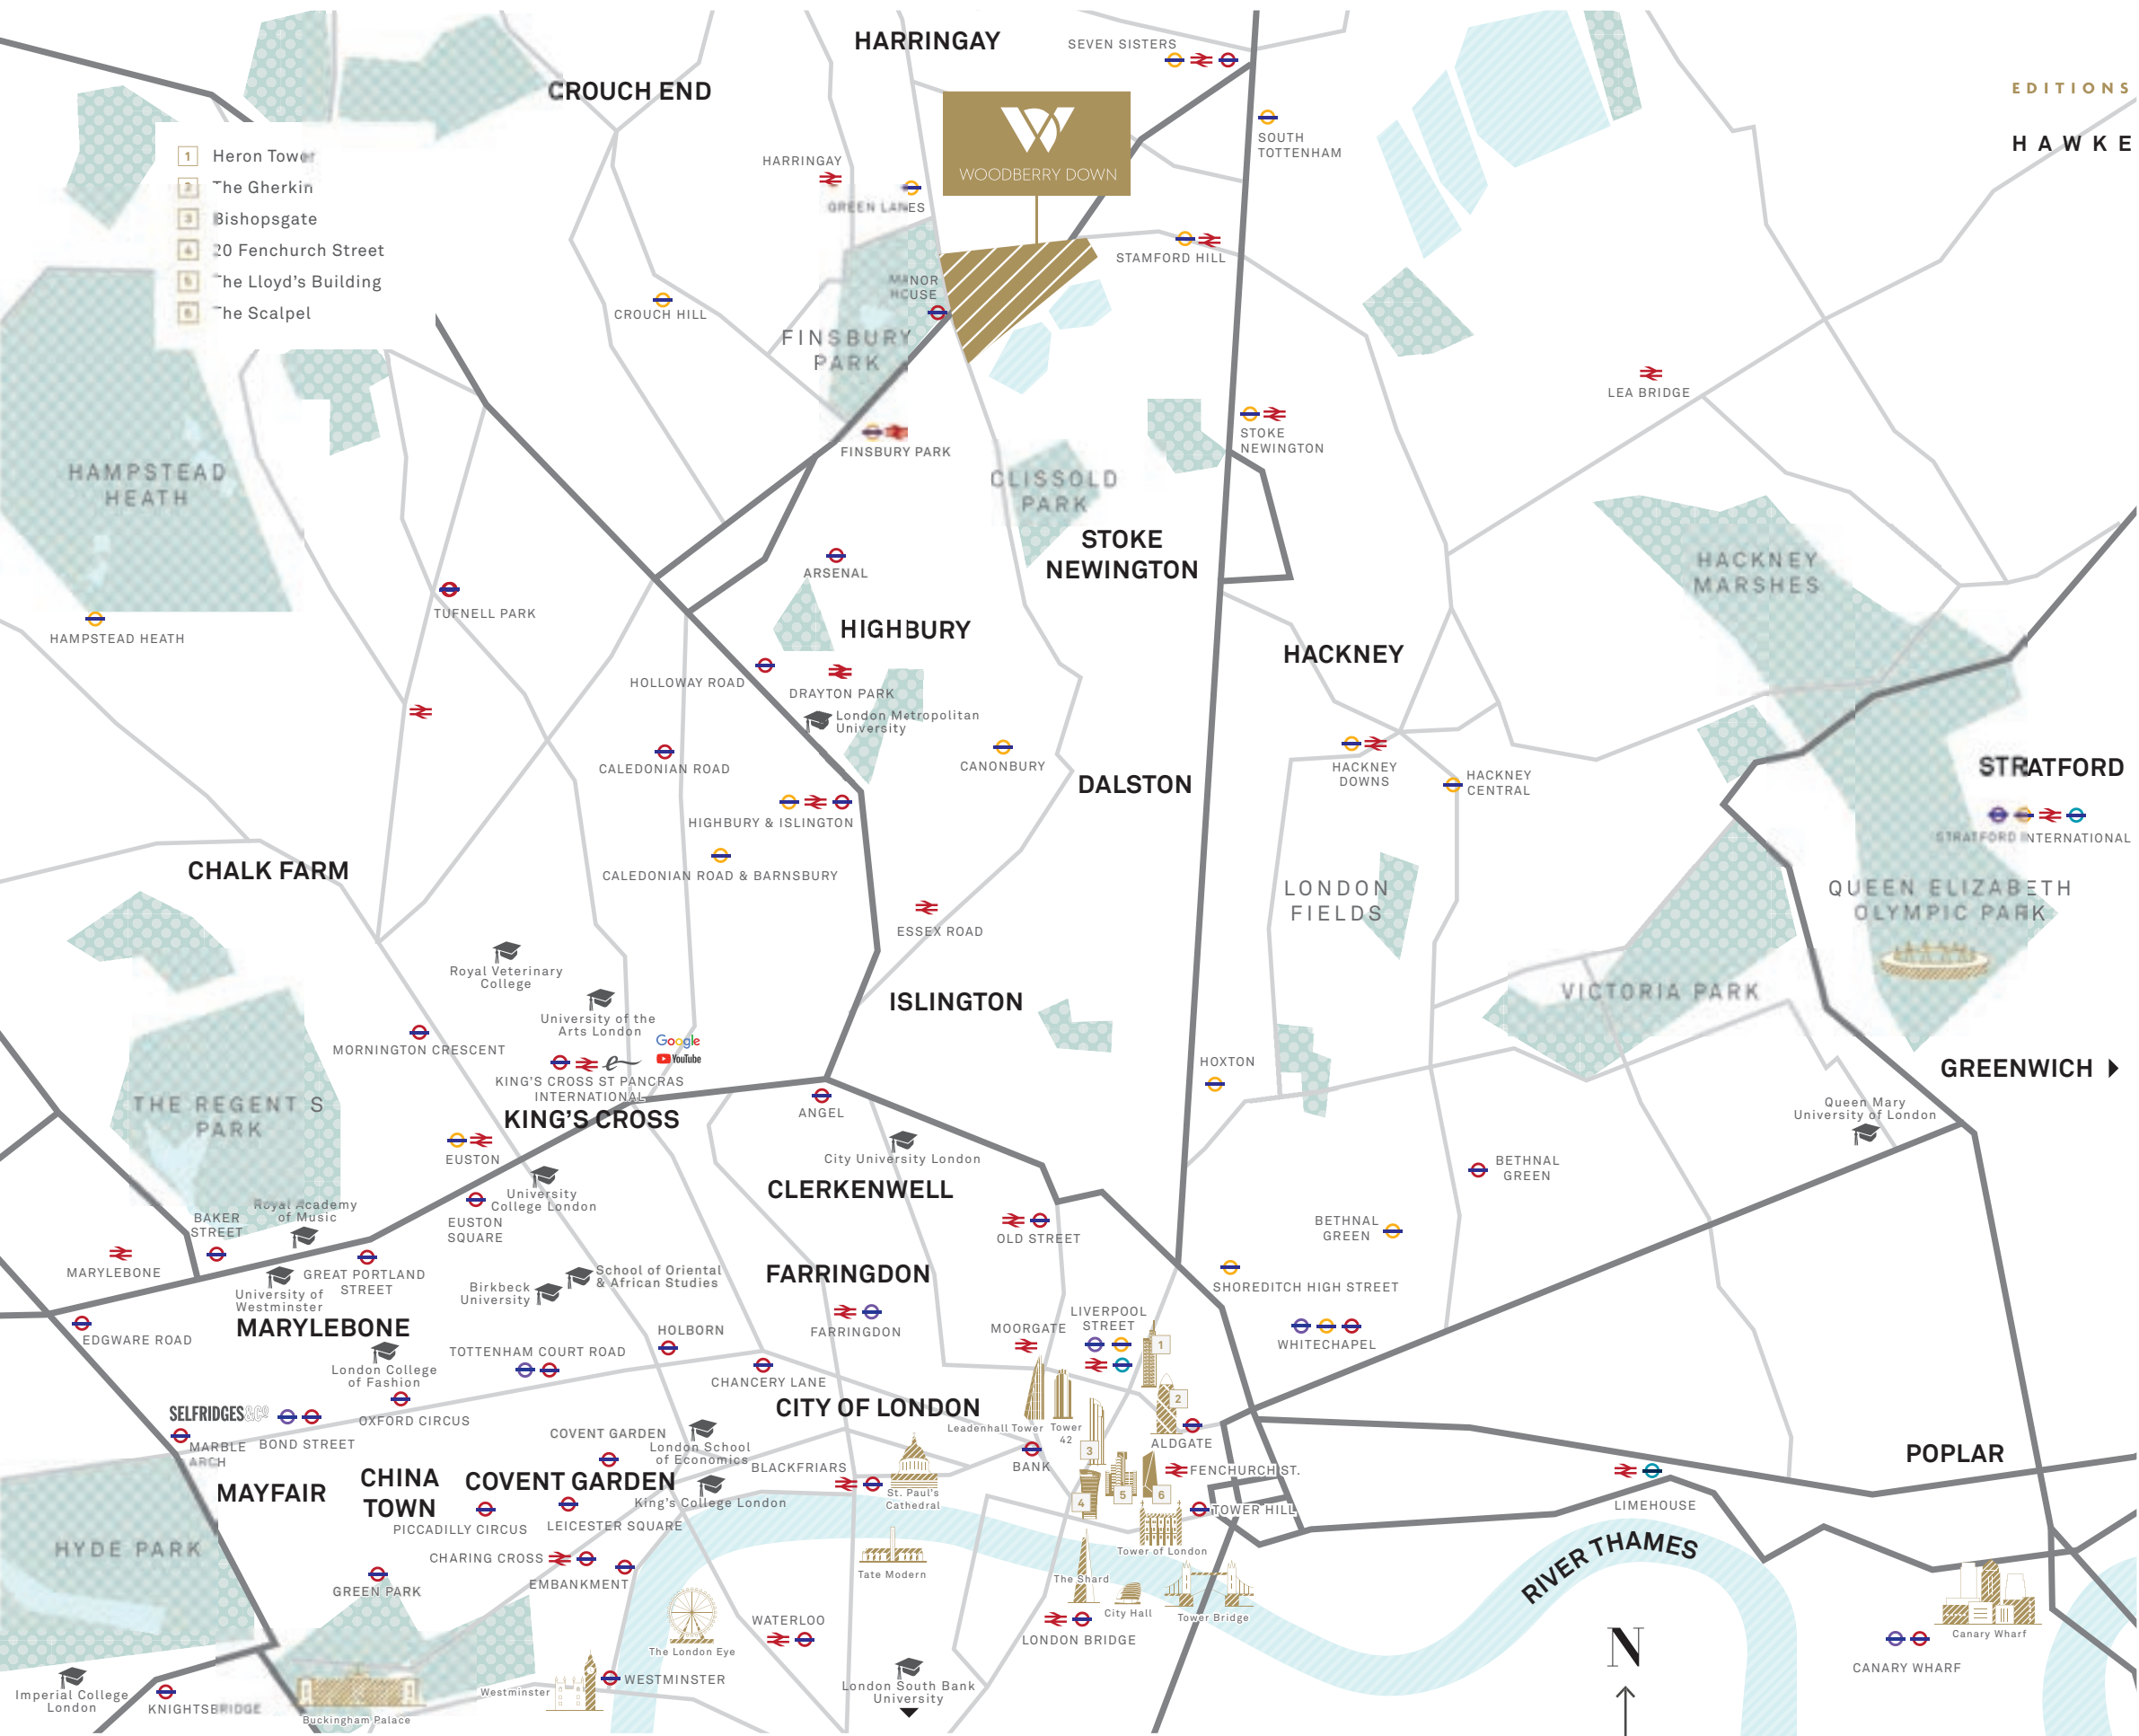 HARRINGAY
SEVEN SISTERS
CROUCH END
EDITIONS
HAWKE
WOODBERRY DOWN
SOUTH
TOTTENHAM
1 Heron Tower
2 The Gherkin
3 Bishopsgate
4 20 Fenchurch Street
5 The Lloyd's Building
6 The Scalpel
HARRINGAY
GREEN LANES
STAMFORD HILL
MANOR
HOUSE
CROUCH HILL
FINSBURY
PARK
LEA BRIDGE
FINSBURY PARK
STOKE
NEWINGTON
HAMPSTEAD
HEATH
CLISSOLD
PARK
STOKE
NEWINGTON
HACKNEY
MARSHES
ARSENAL
TUFNELL PARK
HAMPSTEAD HEATH
HIGHBURY
HACKNEY
HOLLOWAY ROAD
DRAYTON PARK
London Metropolitan
University
CALEDONIAN ROAD
CANONBURY
HACKNEY
DOWNS
HACKNEY
CENTRAL
DALSTON
STRATFORD
STRATFORD INTERNATIONAL
HIGHBURY & ISLINGTON
CALEDONIAN ROAD & BARNSBURY
CHALK FARM
LONDON
FIELDS
QUEEN ELIZABETH
OLYMPIC PARK
ESSEX ROAD
Royal Veterinary
College
University of the
Arts London
ISLINGTON
VICTORIA PARK
MORNINGTON CRESCENT
Google
YouTube
KING'S CROSS ST PANCRAS
INTERNATIONAL
KING'S CROSS
ANGEL
HOXTON
GREENWICH
THE REGENT S
PARK
Queen Mary
University of London
EUSTON
City University London
BETHNAL
GREEN
CLERKENWELL
University
College London
EUSTON
SQUARE
Royal Academy
of Music
BAKER
STREET
BETHNAL
GREEN
OLD STREET
MARYLEBONE
GREAT PORTLAND
STREET
University of
Westminster
School of Oriental
& African Studies
Birkbeck
University
FARRINGDON
SHOREDITCH HIGH STREET
FARRINGDON
LIVERPOOL
STREET
MOORGATE
WHITECHAPEL
EDGWARE ROAD
MARYLEBONE
HOLBORN
TOTTENHAM COURT ROAD
London College
of Fashion
CHANCERY LANE
1
2
SELFRIDGES&Co
OXFORD CIRCUS
CITY OF LONDON
Leadenhall Tower
Tower
42
MARBLE
ARCH
BOND STREET
COVENT GARDEN
London School
of Economics
3
ALDGATE
BLACKFRIARS
BANK
FENCHURCH ST.
POPLAR
MAYFAIR
CHINA
TOWN
COVENT GARDEN
King's College London
St. Paul's
Cathedral
4
5
6
TOWER HILL
LIMEHOUSE
PICCADILLY CIRCUS
LEICESTER SQUARE
HYDE PARK
CHARING CROSS
EMBANKMENT
Tate Modern
Tower of London
RIVER THAMES
GREEN PARK
The Shard
City Hall
Tower Bridge
WATERLOO
LONDON BRIDGE
The London Eye
N
Canary Wharf
CANARY WHARF
WESTMINSTER
Westminster
London South Bank
University
Imperial College
London
KNIGHTSBRIDGE
Buckingham Palace